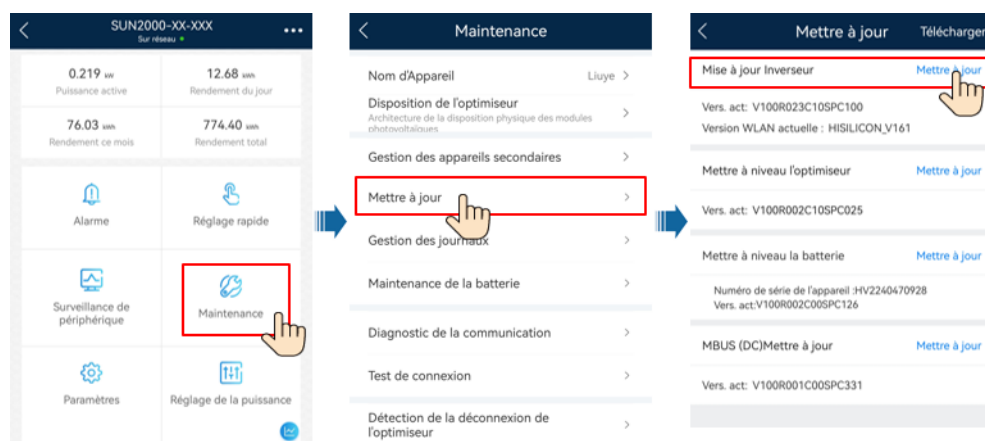 SUN2000-XX-XXX
Sur réseau
0.219 kW
Puissance active
12.68 kWh
Rendement du jour
76.03 kWh
Rendement ce mois
774.40 kWh
Rendement total
Alarme
Réglage rapide
Surveillance de
périphérique
Maintenance
Paramètres
Réglage de la puissance
Maintenance
Nom d'Appareil
Liuye
Disposition de l'optimiseur
Architecture de la disposition physique des modules
photovoltaïques
Gestion des appareils secondaires
Mettre à jour
Gestion des journaux
Maintenance de la batterie
Diagnostic de la communication
Test de connexion
Détection de la déconnexion de
l'optimiseur
Mettre à jour
Télécharger
Mise à jour Inverseur
Mettre à jour
Vers. act: V100R023C10SPC100
Version WLAN actuelle : HISILICON_V161
Mettre à niveau l'optimiseur
Mettre à jour
Vers. act: V100R002C10SPC025
Mettre à niveau la batterie
Mettre à jour
Numéro de série de l'appareil :HV2240470928
Vers. act:V100R002C00SPC126
MBUS (DC)Mettre à jour
Mettre à jour
Vers. act: V100R001C00SPC331